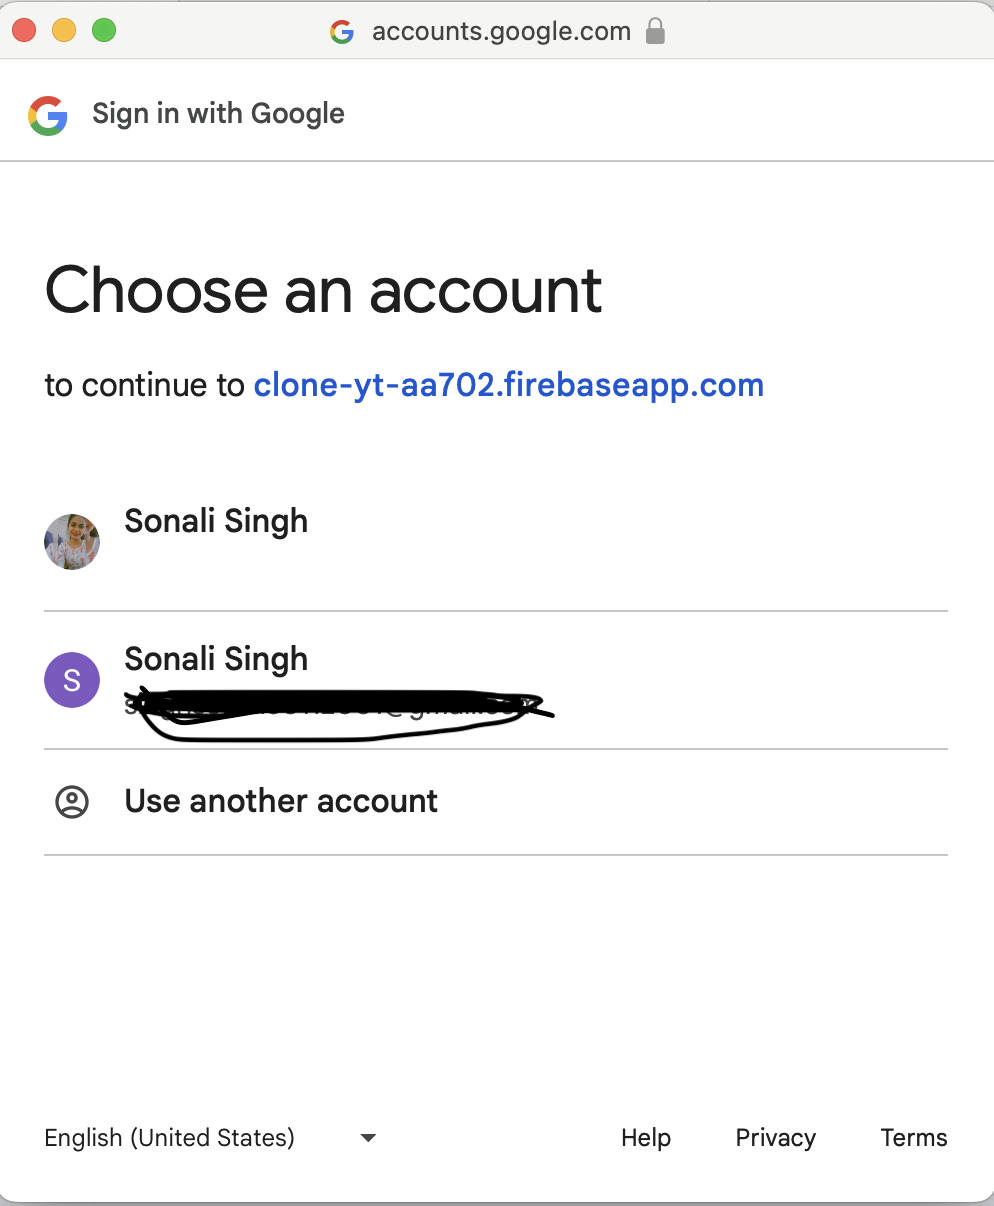 accounts.google.com
Sign in with Google
Choose an account
to continue to clone-yt-aa702.firebaseapp.com
Sonali Singh
S
Sonali Singh
Use another account
English (United States)
Help Privacy Terms